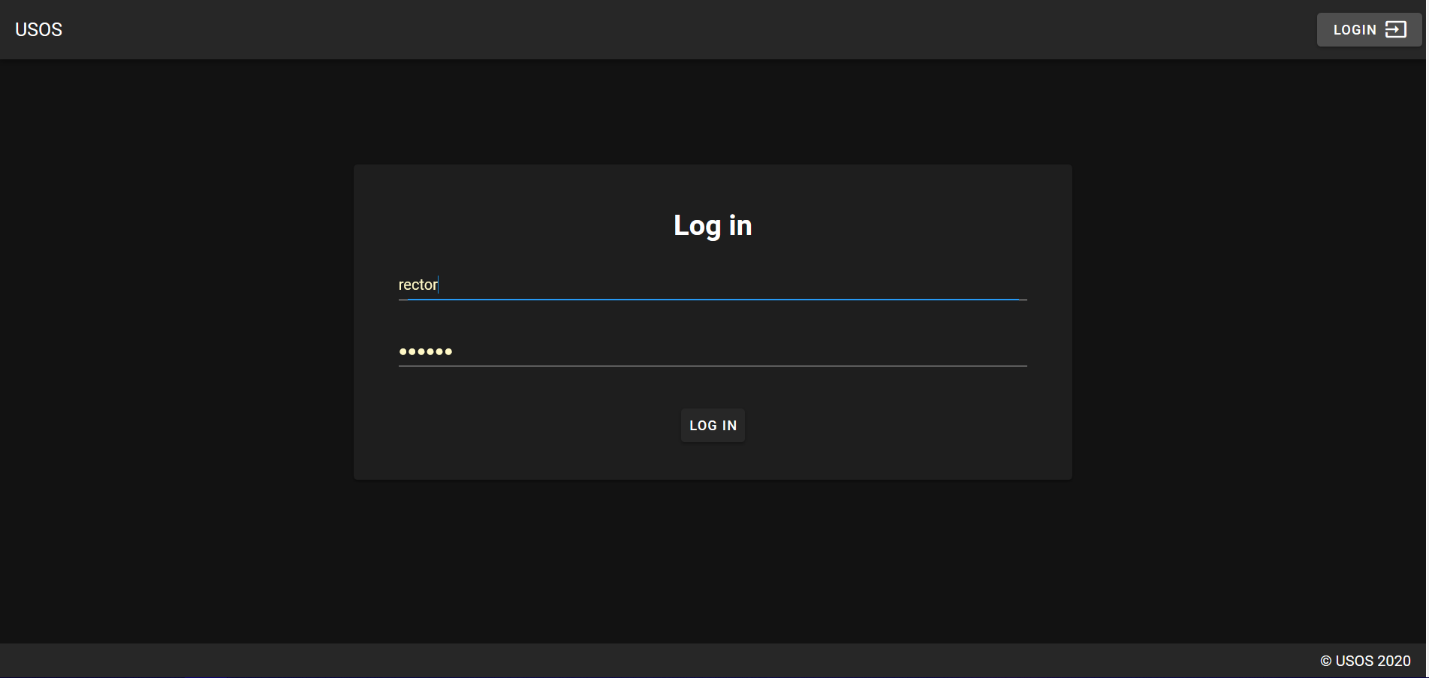 USOS
LOGIN
Log in
rector
••••••
LOG IN
© USOS 2020